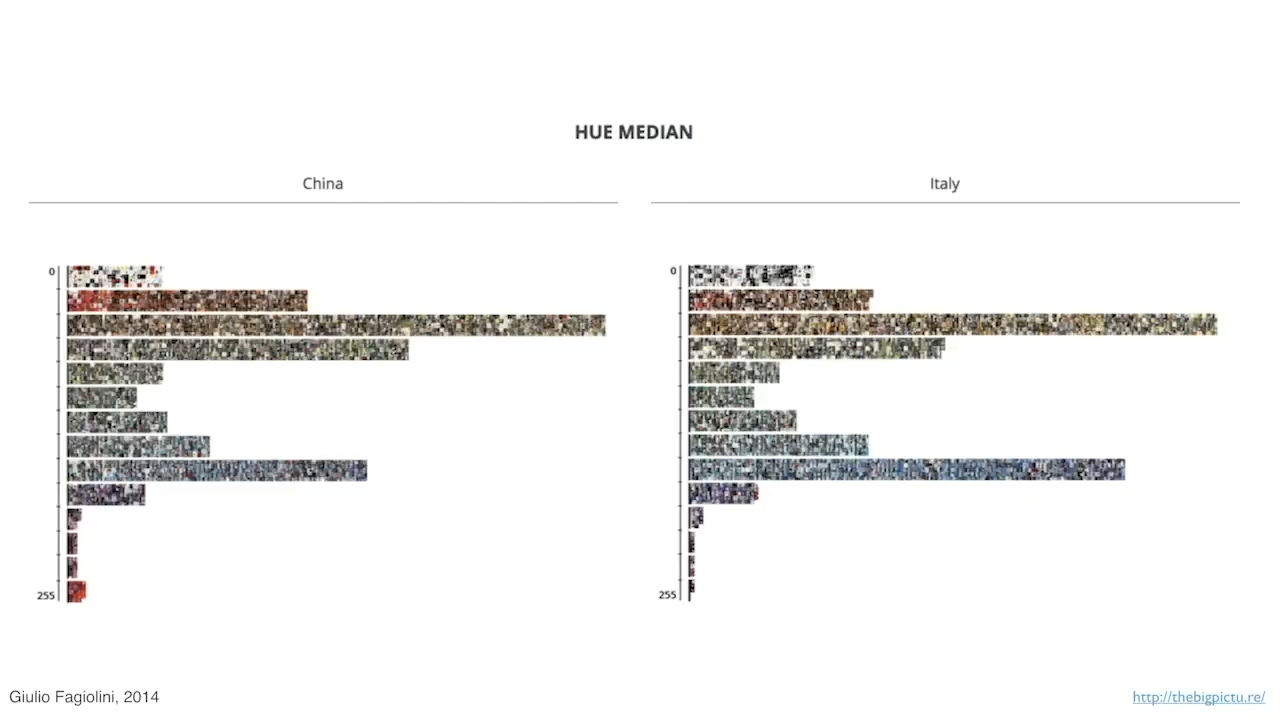 HUE MEDIAN
China
Italy
0
255
0
255
Giulio Fagiolini, 2014
http://thebigpictu.re/